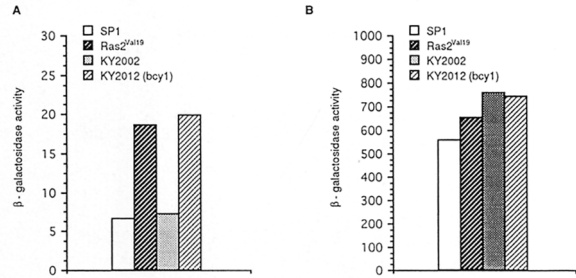 A
SP1
Ras2Val19
KY2002
KY2012 (bcy1)
30
25
20
15
10
5
0
β - galactosidase activity
B
SP1
Ras2Val19
KY2002
KY2012 (bcy1)
1000
900
800
700
600
500
400
300
200
100
0
β - galactosidase activity